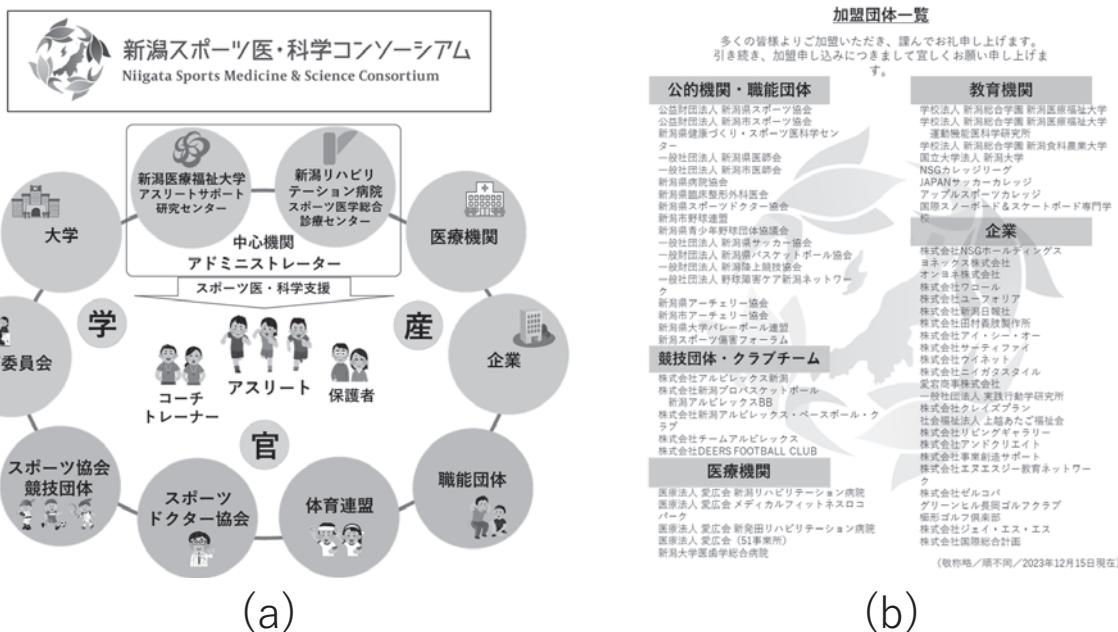 新潟スポーツ医・科学コンソーシアム
Niigata Sports Medicine & Science Consortium
新潟医療福祉大学
アスリートサポート
研究センター
新潟リハビリ
テーション病院
スポーツ医学総合
診療センター
中心機関
アドミニストレーター
スポーツ医・科学支援
大学
医療機関
学
産
委員会
企業
コーチ
トレーナー
アスリート
保護者
官
スポーツ協会
競技団体
スポーツ
ドクター協会
体育連盟
職能団体
(a)
加盟団体一覧
多くの皆様よりご加盟いただき、謹んでお礼申し上げます。
引き続き、加盟申し込みにつきまして宜しくお願い申し上げま
す。
公的機関・職能団体
公益財団法人 新潟県スポーツ協会
公益財団法人 新潟市スポーツ協会
新潟県健康づくり・スポーツ医科学セン
ター
一般社団法人 新潟県医師会
一般社団法人 新潟市医師会
新潟県病院協会
新潟県臨床整形外科医会
新潟県スポーツドクター協会
新潟市野球連盟
新潟県青少年野球団体協議会
一般社団法人 新潟県サッカー協会
一般財団法人 新潟県バスケットボール協会
一般財団法人 新潟陸上競技協会
一般社団法人 野球障害ケア新潟ネットワー
ク
新潟県アーチェリー協会
新潟市アーチェリー協会
新潟県大学バレーボール連盟
新潟スポーツ傷害フォーラム
競技団体・クラブチーム
株式会社アルビレックス新潟
株式会社新潟プロバスケットボール
新潟アルビレックスBB
株式会社新潟アルビレックス・ベースボール・ク
ラブ
株式会社チームアルビレックス
株式会社DEERS FOOTBALL CLUB
医療機関
医療法人 愛広会 新潟リハビリテーション病院
医療法人 愛広会 メディカルフィットネスロコ
パーク
医療法人 愛広会 新発田リハビリテーション病院
医療法人 愛広会（51事業所）
新潟大学医歯学総合病院
教育機関
学校法人 新潟総合学園 新潟医療福祉大学
学校法人 新潟総合学園 新潟医療福祉大学
運動機能医科学研究所
学校法人 新潟総合学園 新潟食料農業大学
国立大学法人 新潟大学
NSGカレッジリーグ
JAPANサッカーカレッジ
アップルスポーツカレッジ
国際スノーボード＆スケートボード専門学
校
企業
株式会社NSGホールディングス
ヨネックス株式会社
オンヨネ株式会社
株式会社ワコール
株式会社ユーフォリア
株式会社新潟日報社
株式会社田村義肢製作所
株式会社アイ・シー・オー
株式会社サーティファイ
株式会社ウイネット
株式会社ニイガタスタイル
愛宕商事株式会社
一般社団法人 実践行動学研究所
株式会社クレイズプラン
社会福祉法人 上越あたご福祉会
株式会社リビングギャラリー
株式会社アンドクリエイト
株式会社事業創造サポート
株式会社エヌエスジー教育ネットワー
ク
株式会社ゼルコバ
グリーンヒル長岡ゴルフクラブ
櫛形ゴルフ倶楽部
株式会社ジェイ・エス・エス
株式会社国際総合計画
（敬称略／順不同／2023年12月15日現在）
(b)